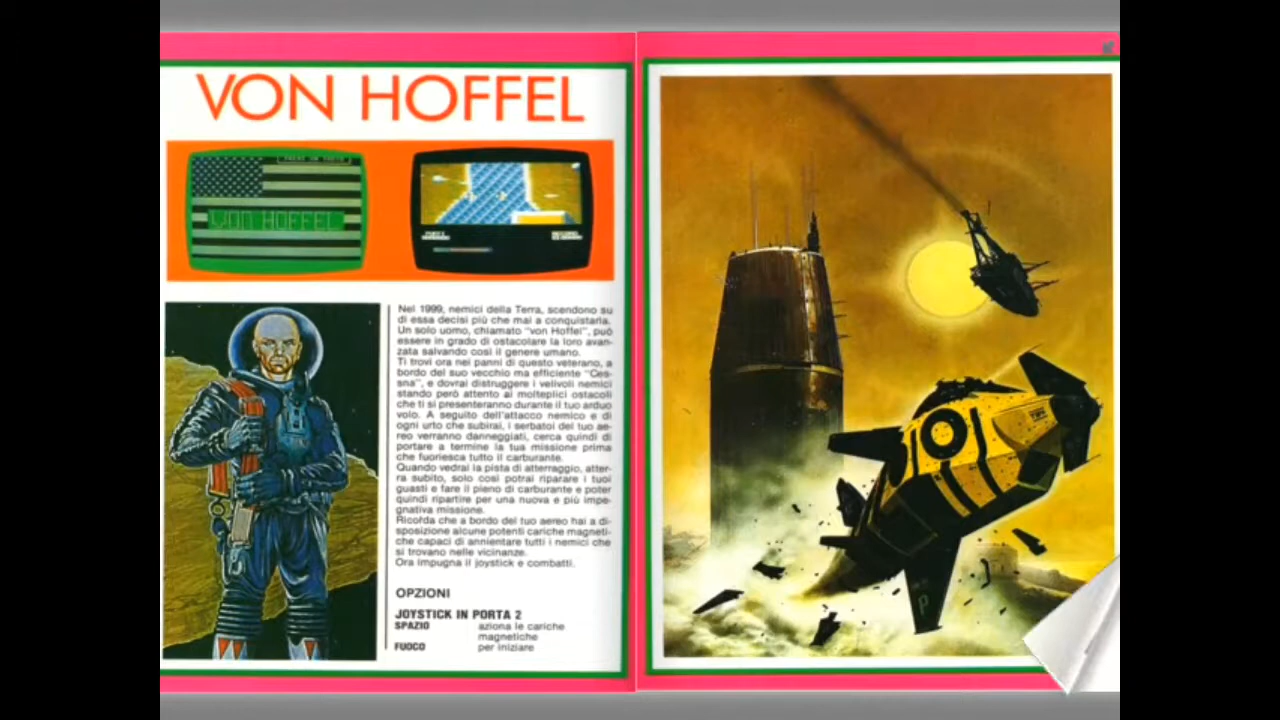 VON HOFFEL
VON HOFFEL
Nel 1999, nemici della Terra, scendono su
di essa decisi più che mai a conquistarla.
Un solo uomo, chiamato "von Hoffel", può
essere in grado di ostacolare la loro avan-
zata salvando così il genere umano.
Ti trovi ora nei panni di questo veterano, a
bordo del suo vecchio ma efficiente "Ces-
sna", e dovrai distruggere i velivoli nemici
stando però attento ai molteplici ostacoli
che ti si presenteranno durante il tuo arduo
volo. A seguito dell'attacco nemico e di
ogni urto che subirai, i serbatoi del tuo ae-
reo verranno danneggiati, cerca quindi di
portare a termine la tua missione prima
che fuoriesca tutto il carburante.
Quando vedrai la pista di atterraggio, atter-
ra subito, solo così potrai riparare i tuoi
guasti e fare il pieno di carburante e poter
quindi ripartire per una nuova e più impe-
gnativa missione.
Ricorda che a bordo del tuo aereo hai a di-
sposizione alcune potenti cariche magneti-
che capaci di annientare tutti i nemici che
si trovano nelle vicinanze.
Ora impugna il joystick e combatti.
OPZIONI
JOYSTICK IN PORTA 2
SPAZIO aziona le cariche
magnetiche
FUOCO per iniziare